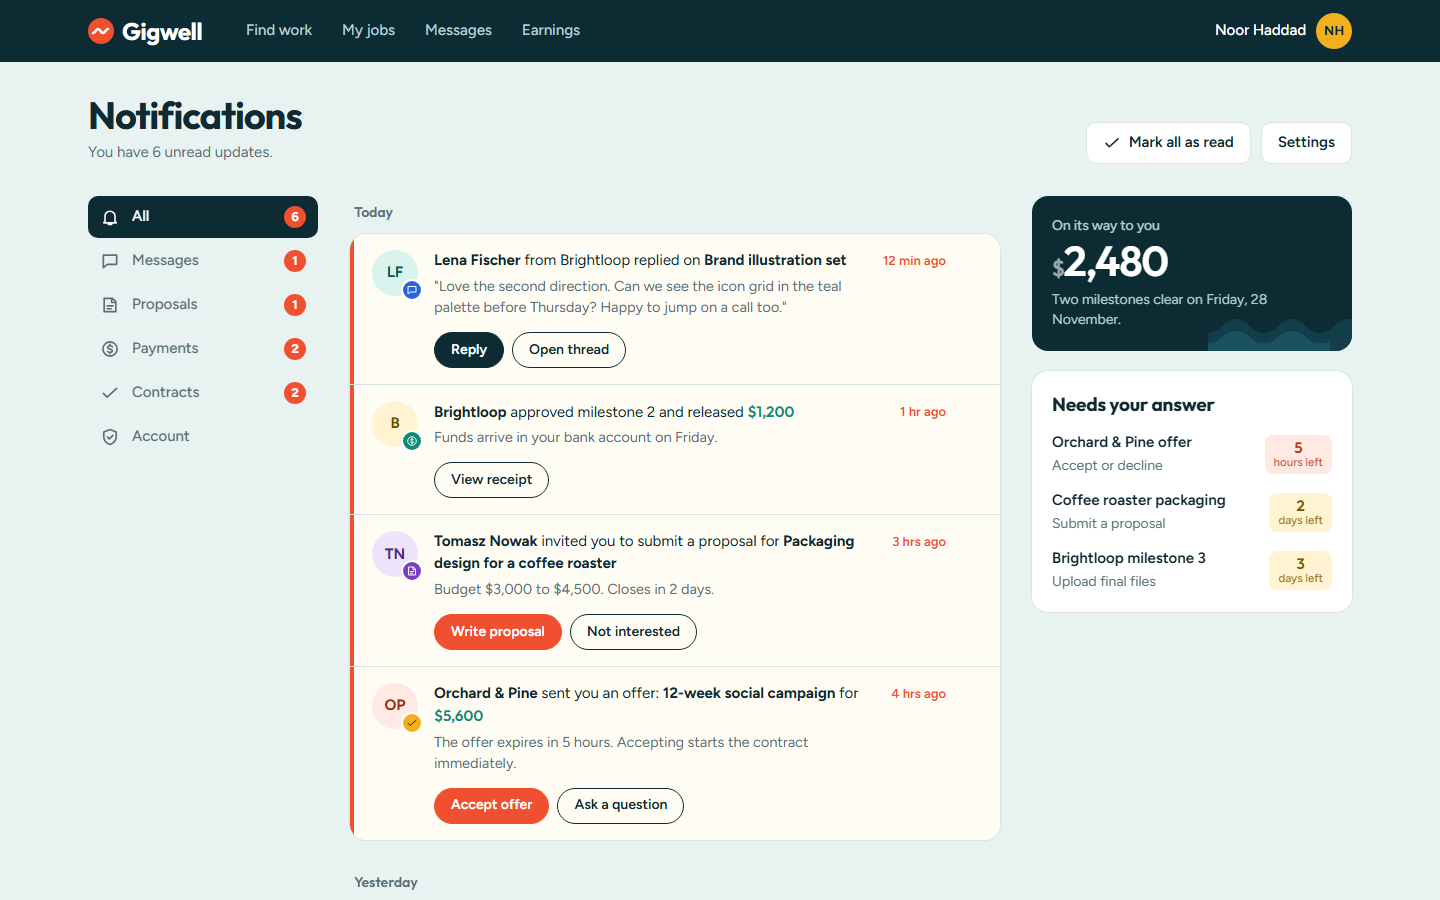 Gigwell
Find work
My jobs
Messages
Earnings
Noor Haddad
NH
Notifications
You have 6 unread updates.
Mark all as read
Settings
All
6
Messages
1
Proposals
1
Payments
2
Contracts
2
Account
Today
LF
Lena Fischer from Brightloop replied on Brand illustration set
12 min ago
"Love the second direction. Can we see the icon grid in the teal
palette before Thursday? Happy to jump on a call too."
Reply
Open thread
B
Brightloop approved milestone 2 and released $1,200
1 hr ago
Funds arrive in your bank account on Friday.
View receipt
TN
Tomasz Nowak invited you to submit a proposal for Packaging
design for a coffee roaster
3 hrs ago
Budget $3,000 to $4,500. Closes in 2 days.
Write proposal
Not interested
OP
Orchard & Pine sent you an offer: 12-week social campaign for
$5,600
4 hrs ago
The offer expires in 5 hours. Accepting starts the contract
immediately.
Accept offer
Ask a question
Yesterday
On its way to you
$2,480
Two milestones clear on Friday, 28
November.
Needs your answer
Orchard & Pine offer
Accept or decline
5
hours left
Coffee roaster packaging
Submit a proposal
2
days left
Brightloop milestone 3
Upload final files
3
days left